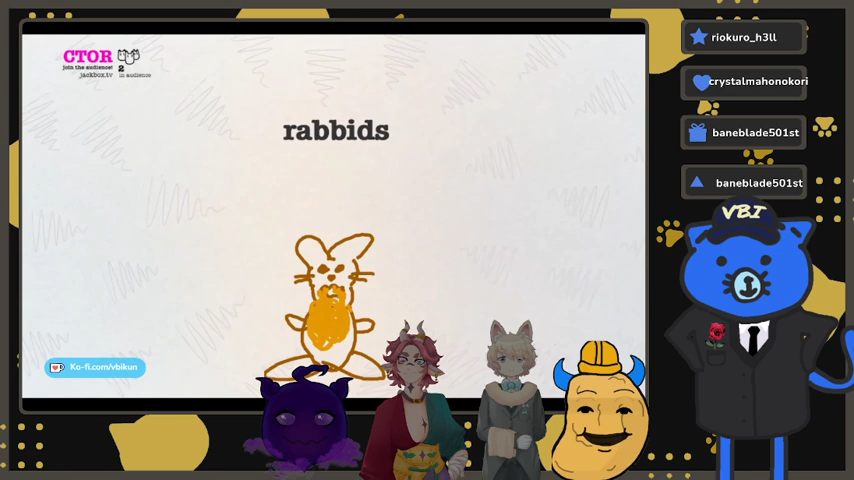 CTOR
join the audience!
jackbox.tv
2
in audience
rabbids
Ko-fi.com/vbikun
riokuro_h3ll
crystalmahonokori
baneblade501st
baneblade501st
VBI